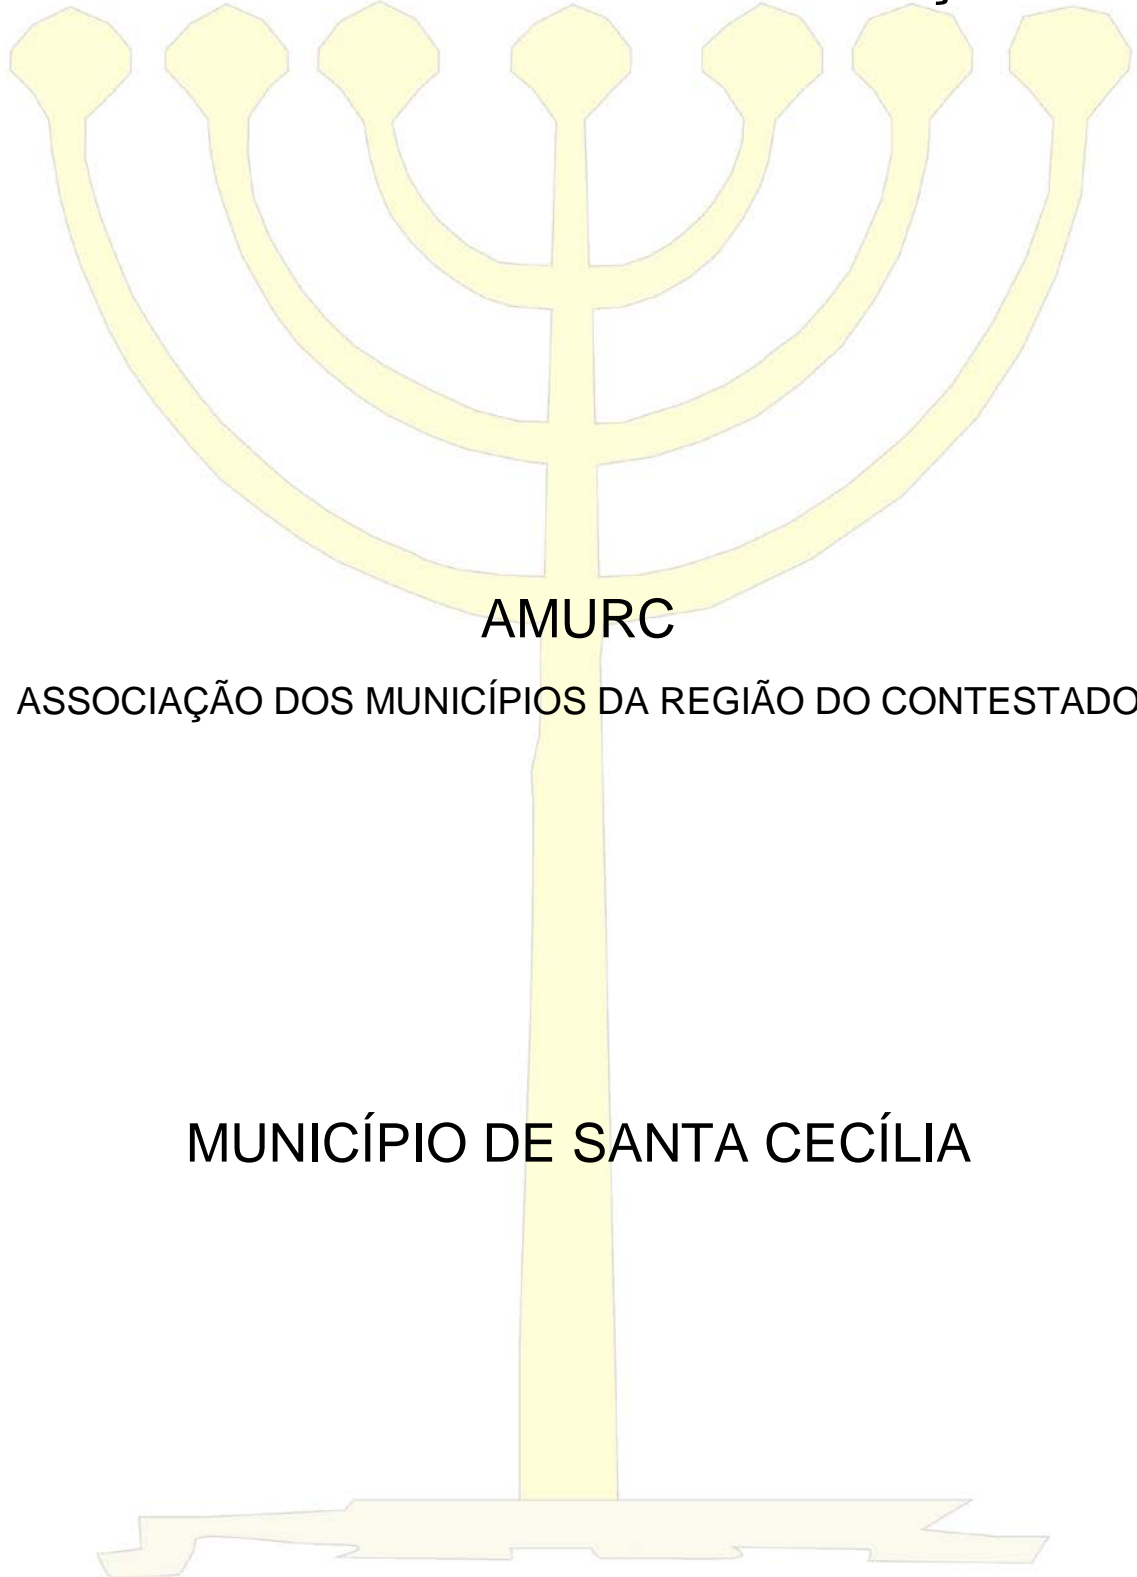 AMURC
ASSOCIAÇÃO DOS MUNICÍPIOS DA REGIÃO DO CONTESTADO
MUNICÍPIO DE SANTA CECÍLIA